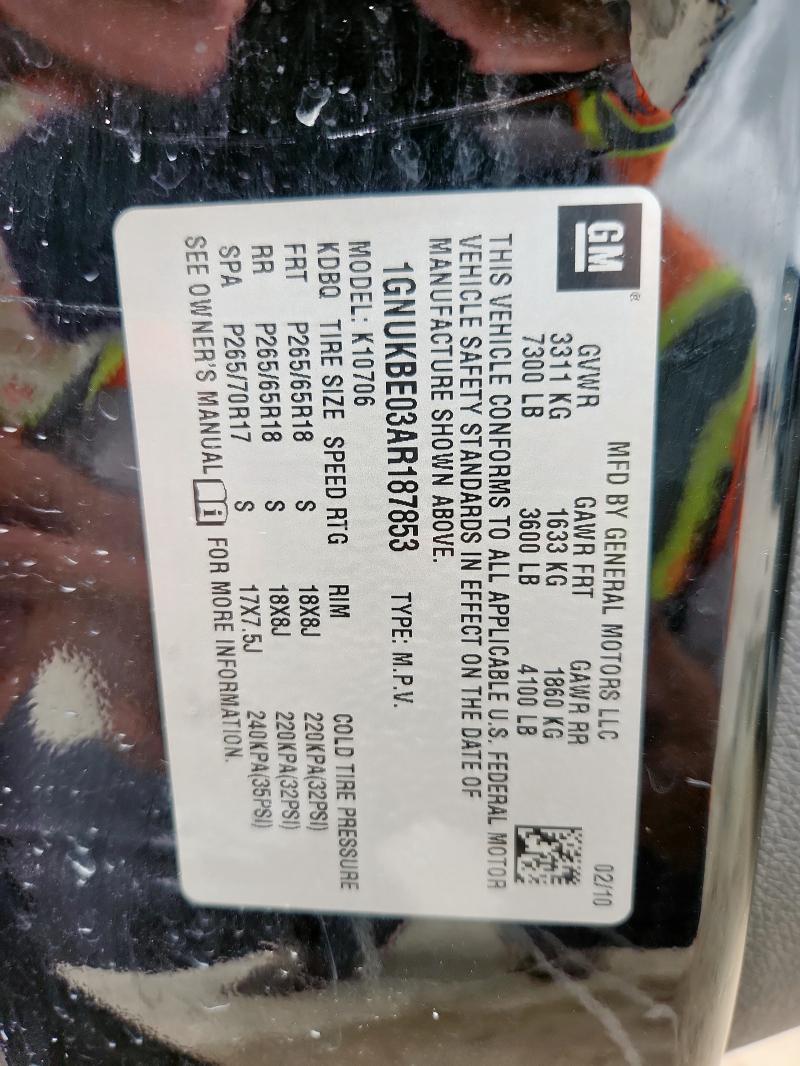 GM®
MFD BY GENERAL MOTORS LLC 02/10
GVWR GAWR FRT GAWR RR
3311 KG 1633 KG 1860 KG
7300 LB 3600 LB 4100 LB
THIS VEHICLE CONFORMS TO ALL APPLICABLE U.S. FEDERAL MOTOR
VEHICLE SAFETY STANDARDS IN EFFECT ON THE DATE OF
MANUFACTURE SHOWN ABOVE.
1GNUKBE03AR187853 TYPE: M.P.V.
MODEL: K10706
KDBQ TIRE SIZE SPEED RTG RIM COLD TIRE PRESSURE
FRT P265/65R18 S 18X8J 220KPA(32PSI)
RR P265/65R18 S 18X8J 220KPA(32PSI)
SPA P265/70R17 S 17X7.5J 240KPA(35PSI)
SEE OWNER'S MANUAL i FOR MORE INFORMATION.